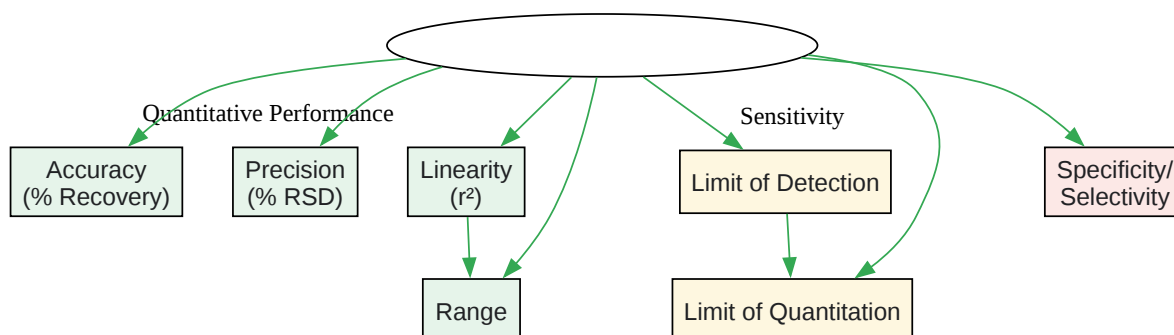 Quantitative Performance
Sensitivity
Accuracy
(% Recovery)
Precision
(% RSD)
Linearity
(r²)
Limit of Detection
Specificity/
Selectivity
Range
Limit of Quantitation